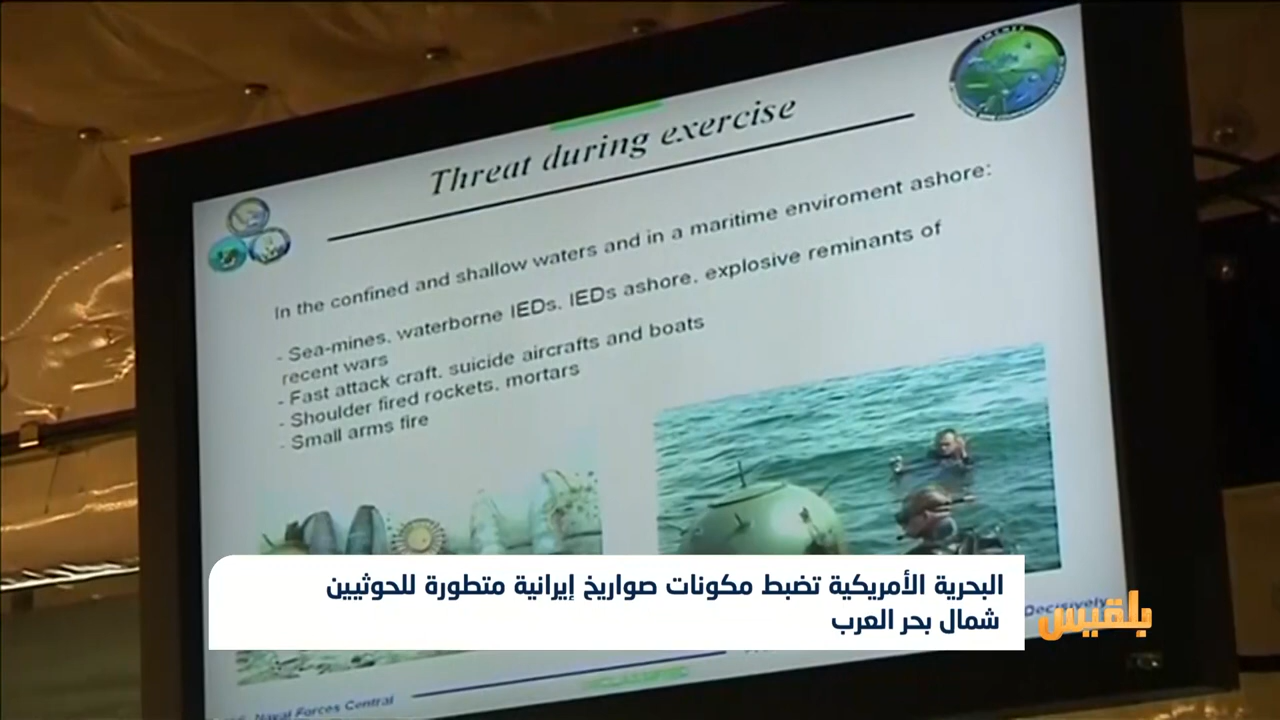 Threat during exercise
In the confined and shallow waters and in a maritime enviroment ashore:
- Sea-mines, waterborne IEDs, IEDs ashore, explosive reminants of
recent wars
- Fast attack craft, suicide aircrafts and boats
- Shoulder fired rockets, mortars
- Small arms fire
البحرية الأمريكية تضبط مكونات صواريخ إيرانية متطورة للحوثيين
شمال بحر العرب
بلقيس
Decisively
Naval Forces Central